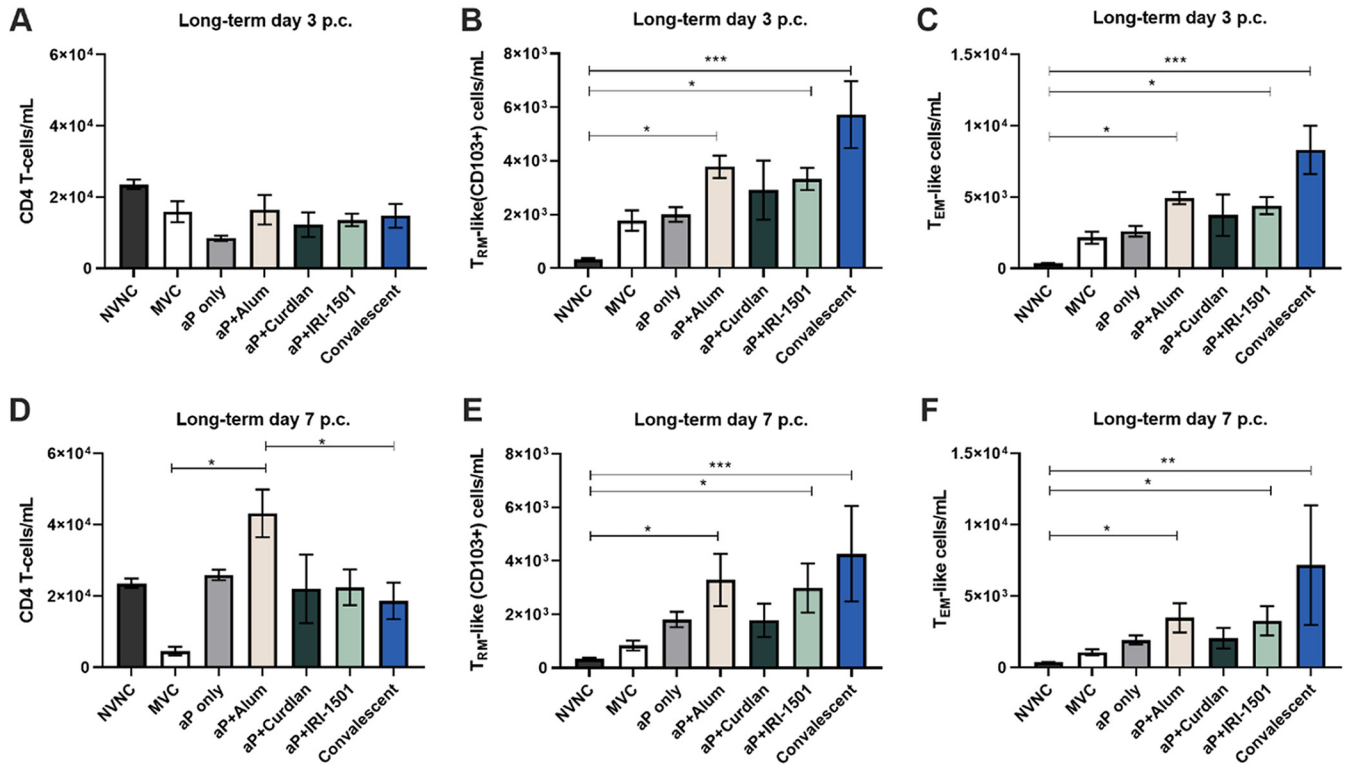 A
Long-term day 3 p.c.
CD4 T-cells/mL
6×10⁴
4×10⁴
2×10⁴
0
NVNC
MVC
aP only
aP+Alum
aP+Curdlan
aP+IRI-1501
Convalescent
B
Long-term day 3 p.c.
T_RM-like(CD103+) cells/mL
8×10³
6×10³
4×10³
2×10³
0
***
*
*
NVNC
MVC
aP only
aP+Alum
aP+Curdlan
aP+IRI-1501
Convalescent
C
Long-term day 3 p.c.
T_EM-like cells/mL
1.5×10⁴
1×10⁴
5×10³
0
***
*
*
NVNC
MVC
aP only
aP+Alum
aP+Curdlan
aP+IRI-1501
Convalescent
D
Long-term day 7 p.c.
CD4 T-cells/mL
6×10⁴
4×10⁴
2×10⁴
0
*
*
NVNC
MVC
aP only
aP+Alum
aP+Curdlan
aP+IRI-1501
Convalescent
E
Long-term day 7 p.c.
T_RM-like (CD103+) cells/mL
8×10³
6×10³
4×10³
2×10³
0
***
*
*
NVNC
MVC
aP only
aP+Alum
aP+Curdlan
aP+IRI-1501
Convalescent
F
Long-term day 7 p.c.
T_EM-like cells/mL
1.5×10⁴
1×10⁴
5×10³
0
**
*
*
NVNC
MVC
aP only
aP+Alum
aP+Curdlan
aP+IRI-1501
Convalescent